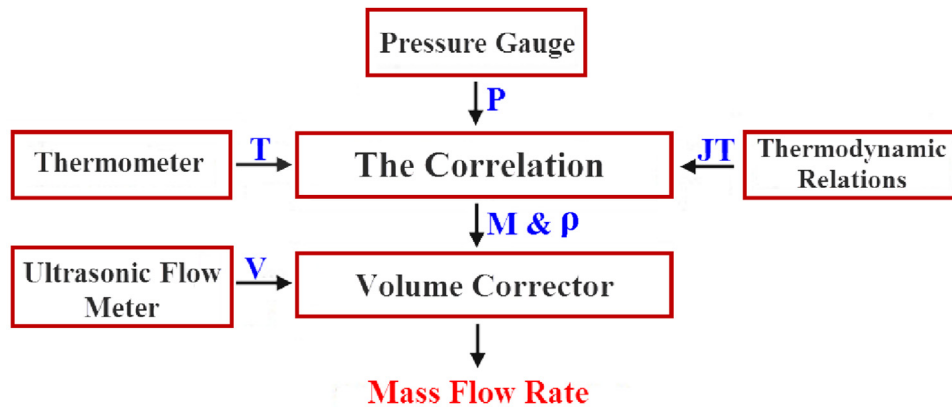 Pressure Gauge
P
Thermometer
T
The Correlation
JT
Thermodynamic
Relations
M & ρ
Ultrasonic Flow
Meter
V
Volume Corrector
Mass Flow Rate